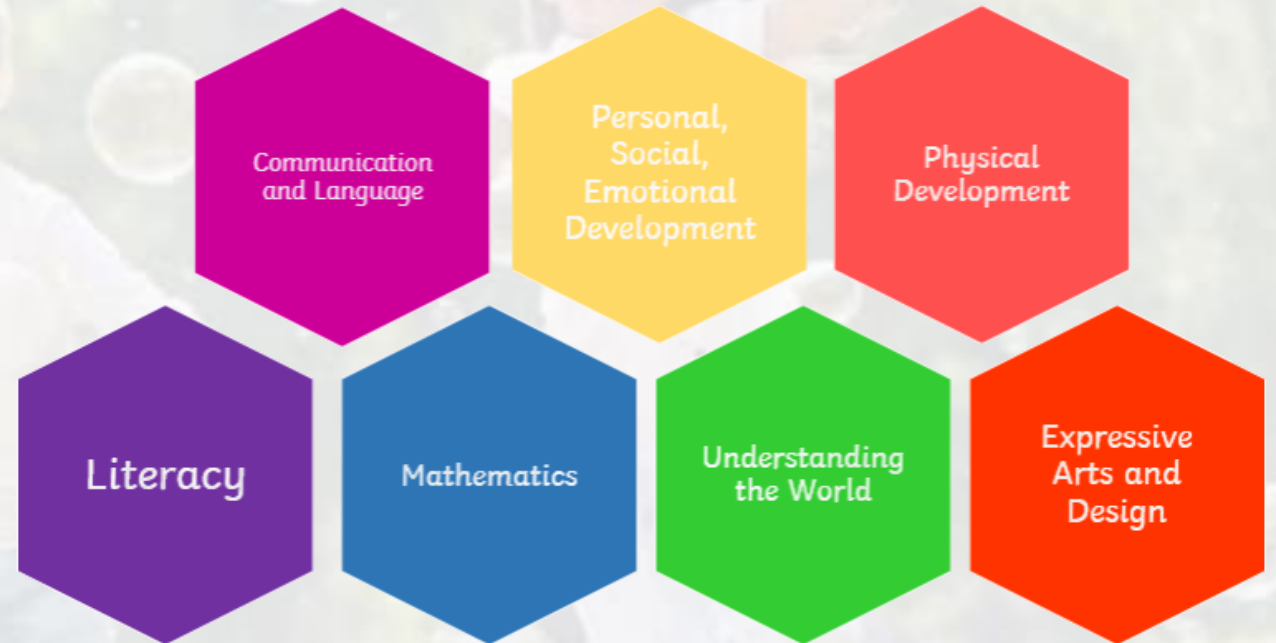 Communication
and Language
Personal,
Social,
Emotional
Development
Physical
Development
Literacy
Mathematics
Understanding
the World
Expressive
Arts and
Design